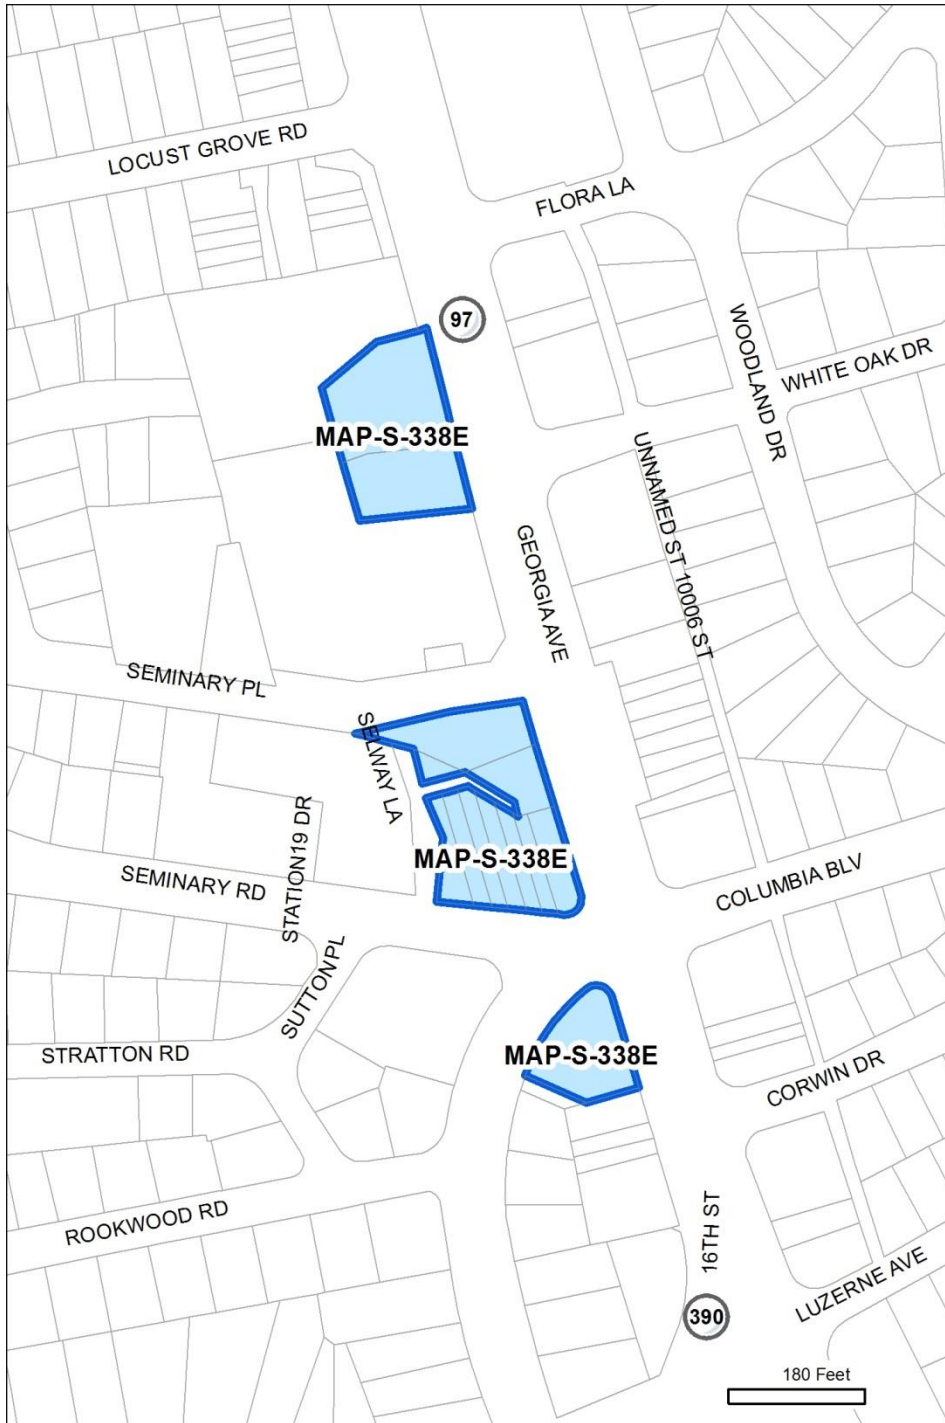 LOCUST GROVE RD
FLORA LA
97
WOODLAND DR
WHITE OAK DR
MAP-S-338E
UNNAMED ST 10006 ST
GEORGIA AVE
SEMINARY PL
SELWAY LA
STATION19 DR
MAP-S-338E
SEMINARY RD
COLUMBIA BLV
SUTTON PL
STRATTON RD
MAP-S-338E
CORWIN DR
ROOKWOOD RD
16TH ST
LUZERNE AVE
390
180 Feet